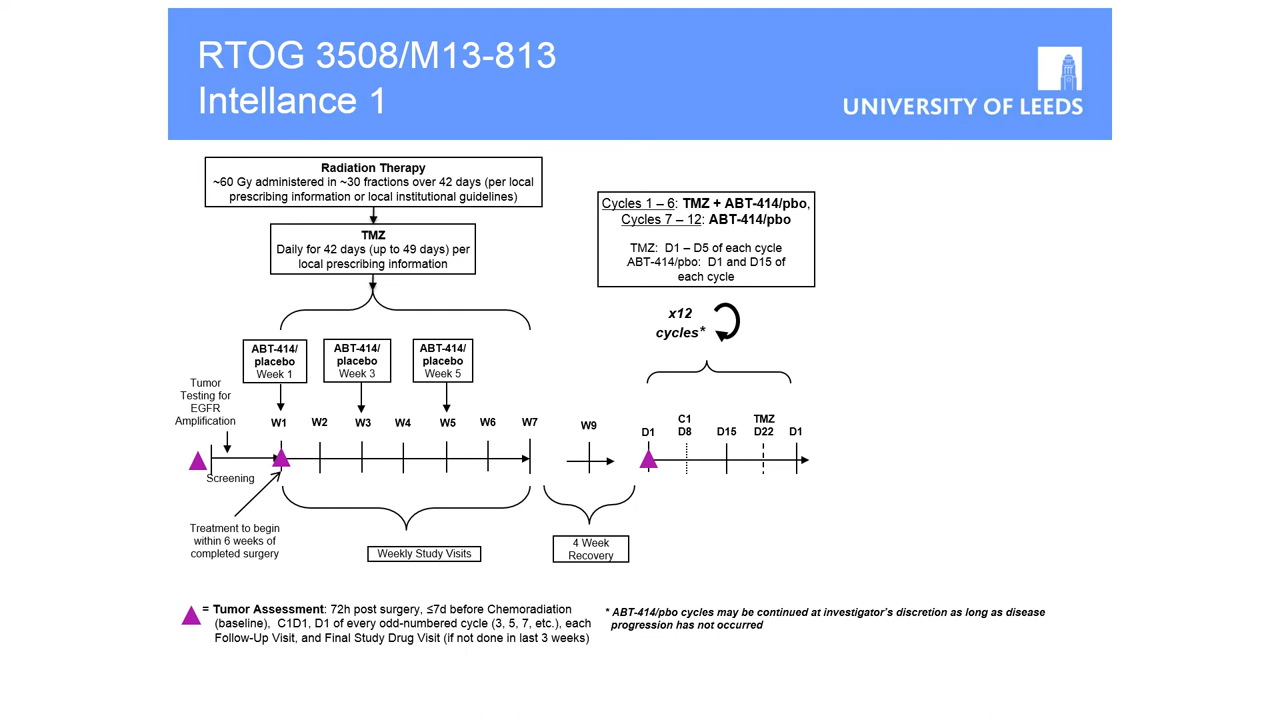 RTOG 3508/M13-813
Intellance 1
UNIVERSITY OF LEEDS
Radiation Therapy
~60 Gy administered in ~30 fractions over 42 days (per local
prescribing information or local institutional guidelines)
TMZ
Daily for 42 days (up to 49 days) per
local prescribing information
Cycles 1 – 6: TMZ + ABT-414/pbo,
Cycles 7 – 12: ABT-414/pbo
TMZ: D1 – D5 of each cycle
ABT-414/pbo: D1 and D15 of
each cycle
x12
cycles*
ABT-414/
placebo
Week 1
ABT-414/
placebo
Week 3
ABT-414/
placebo
Week 5
Tumor
Testing for
EGFR
Amplification
W1
W2
W3
W4
W5
W6
W7
W9
D1
C1
D8
D15
TMZ
D22
D1
Screening
Treatment to begin
within 6 weeks of
completed surgery
Weekly Study Visits
4 Week
Recovery
= Tumor Assessment: 72h post surgery, ≤7d before Chemoradiation
(baseline), C1D1, D1 of every odd-numbered cycle (3, 5, 7, etc.), each
Follow-Up Visit, and Final Study Drug Visit (if not done in last 3 weeks)
* ABT-414/pbo cycles may be continued at investigator's discretion as long as disease
progression has not occurred